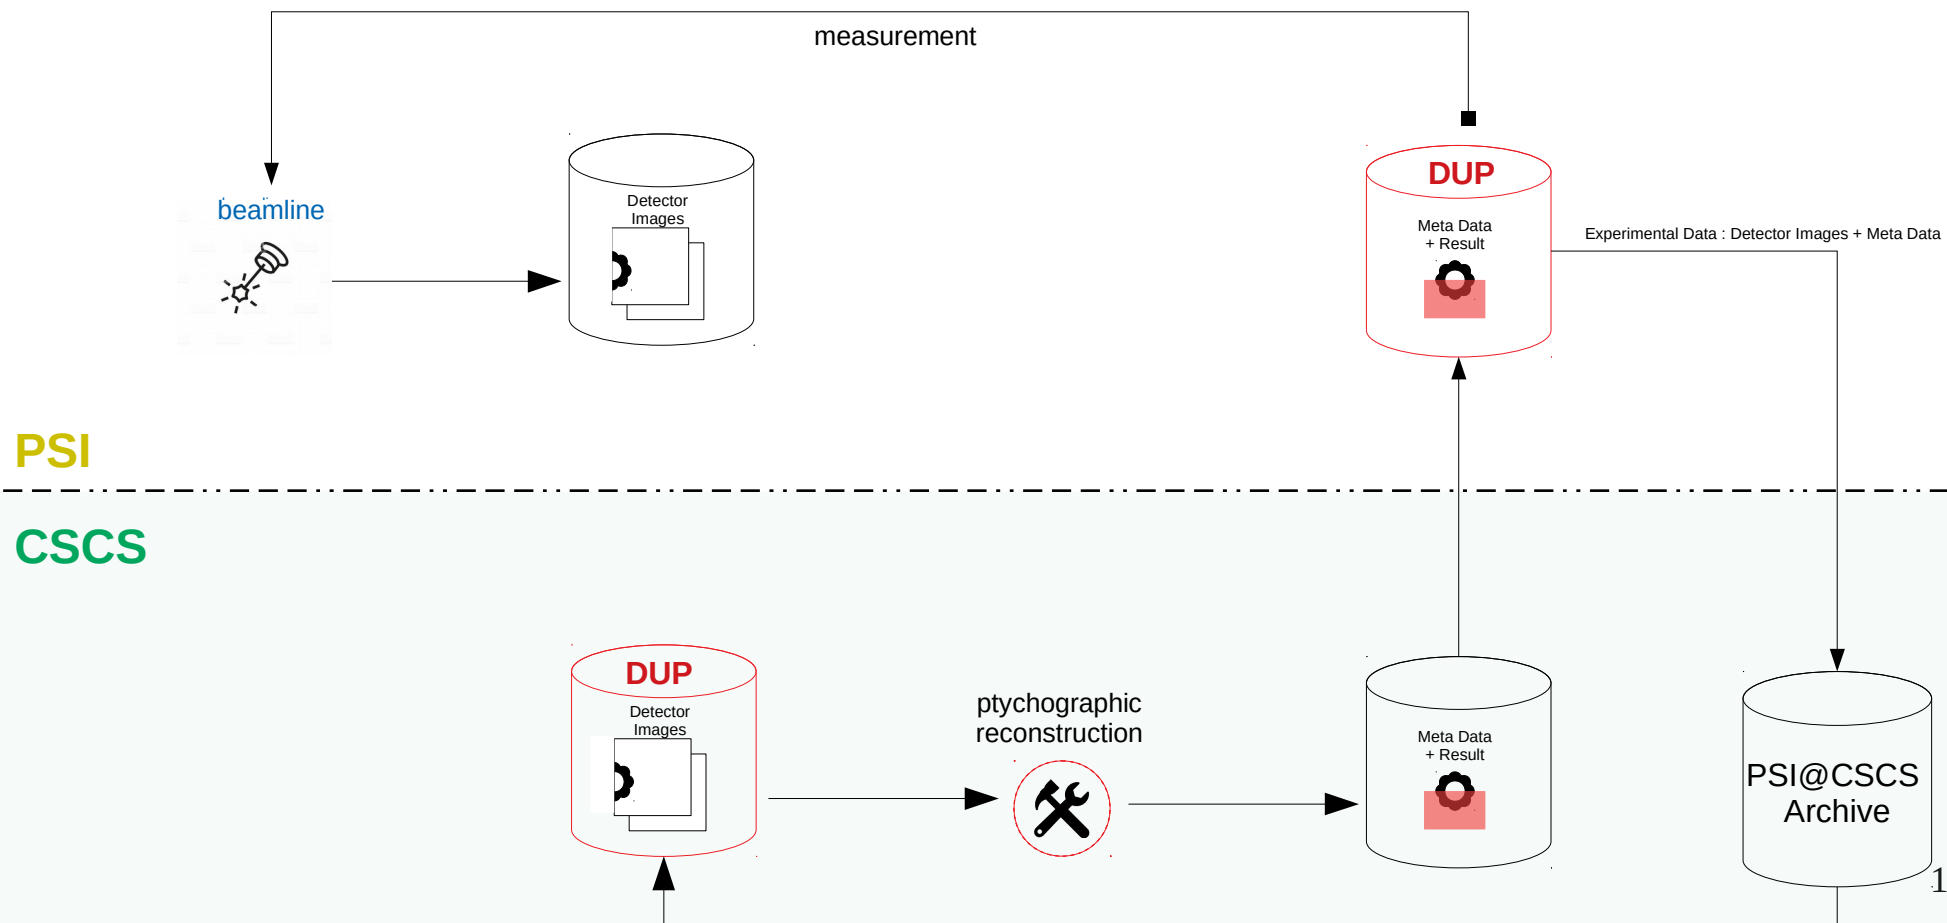 measurement
beamline
Detector
Images
DUP
Meta Data
+ Result
Experimental Data : Detector Images + Meta Data
PSI
CSCS
DUP
Detector
Images
ptychographic
reconstruction
Meta Data
+ Result
PSI@CSCS
Archive
1